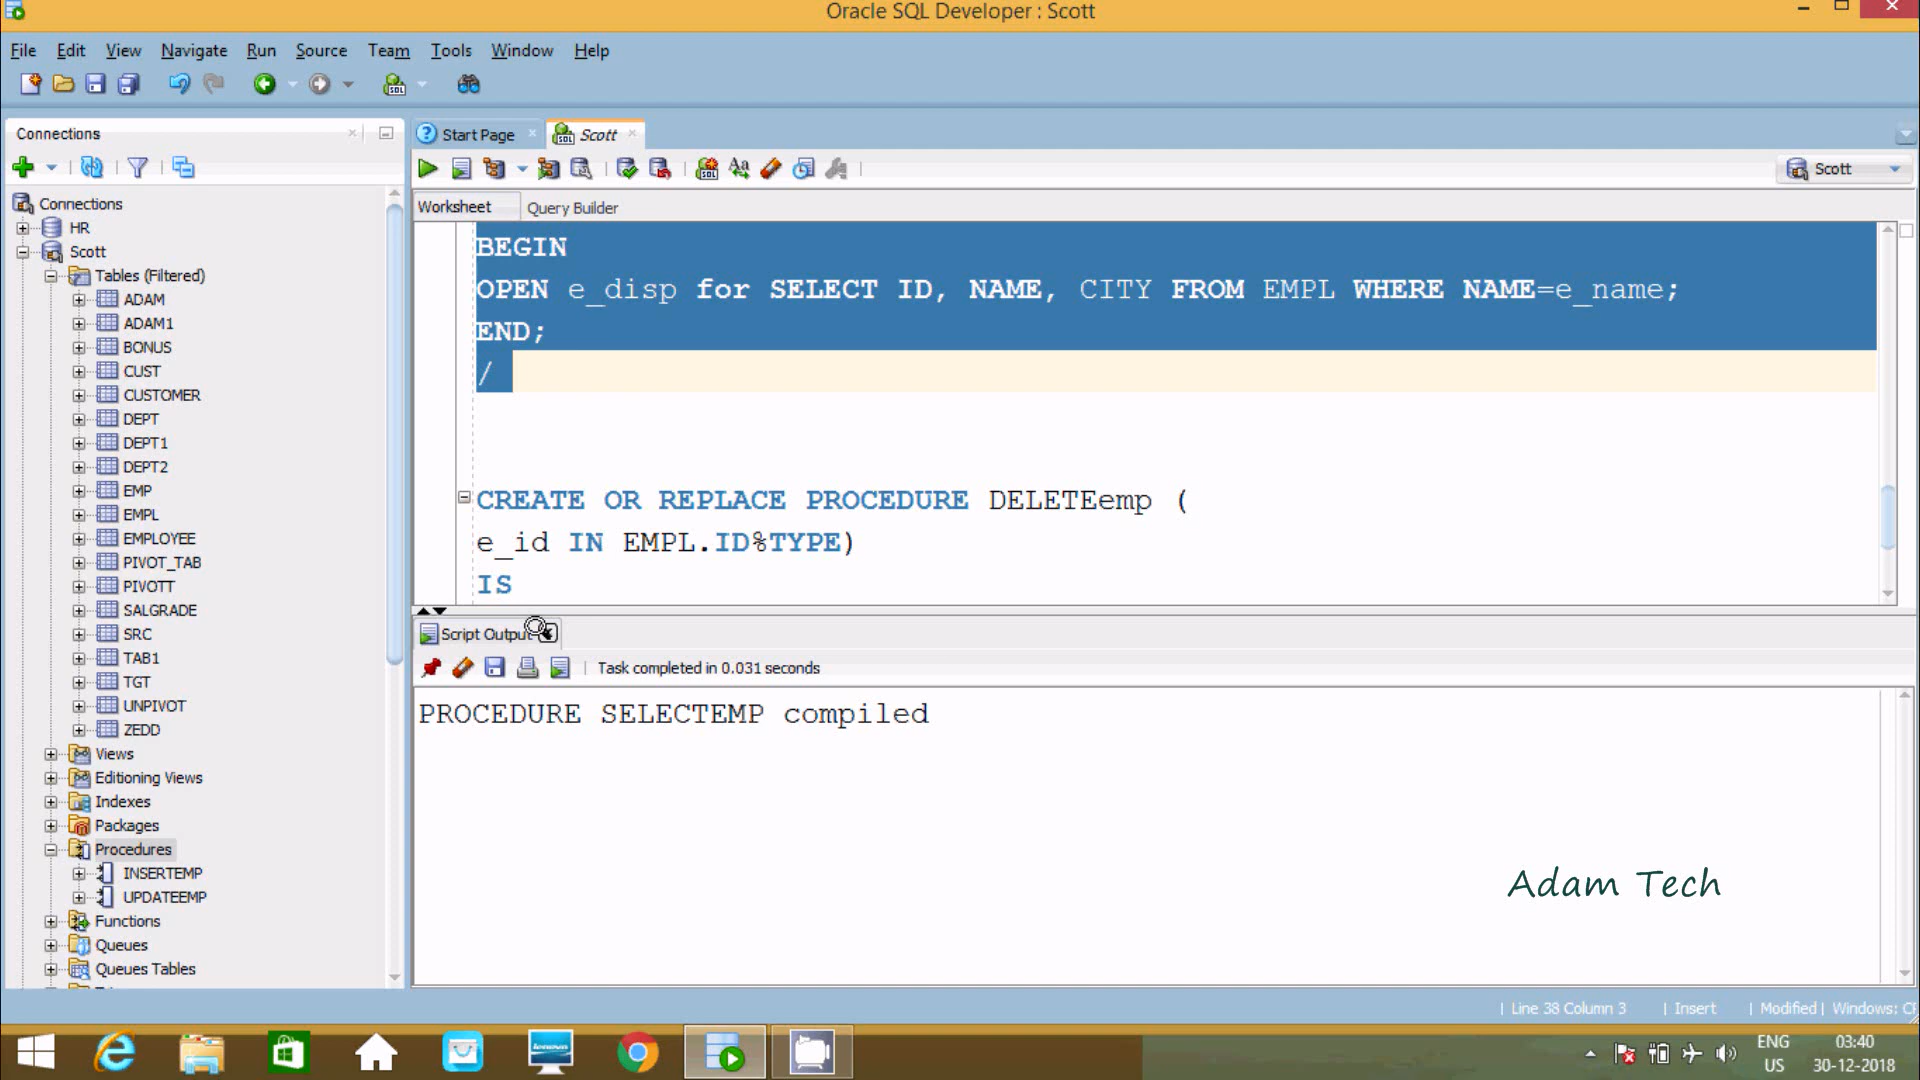 Oracle SQL Developer : Scott
File Edit View Navigate Run Source Team Tools Window Help
Connections
Start Page
Scott
Scott
Worksheet
Query Builder
Connections
HR
Scott
Tables (Filtered)
ADAM
ADAM1
BONUS
CUST
CUSTOMER
DEPT
DEPT1
DEPT2
EMP
EMPL
EMPLOYEE
PIVOT_TAB
PIVOTT
SALGRADE
SRC
TAB1
TGT
UNPIVOT
ZEDD
Views
Editioning Views
Indexes
Packages
Procedures
INSERTEMP
UPDATEEMP
Functions
Queues
Queues Tables
BEGIN
OPEN e_disp for SELECT ID, NAME, CITY FROM EMPL WHERE NAME=e_name;
END;
/
CREATE OR REPLACE PROCEDURE DELETEemp (
e_id IN EMPL.ID%TYPE)
IS
Script Output
Task completed in 0.031 seconds
PROCEDURE SELECTEMP compiled
Adam Tech
Line 38 Column 3 | Insert | Modified | Windows: 
ENG
US
03:40
30-12-2018